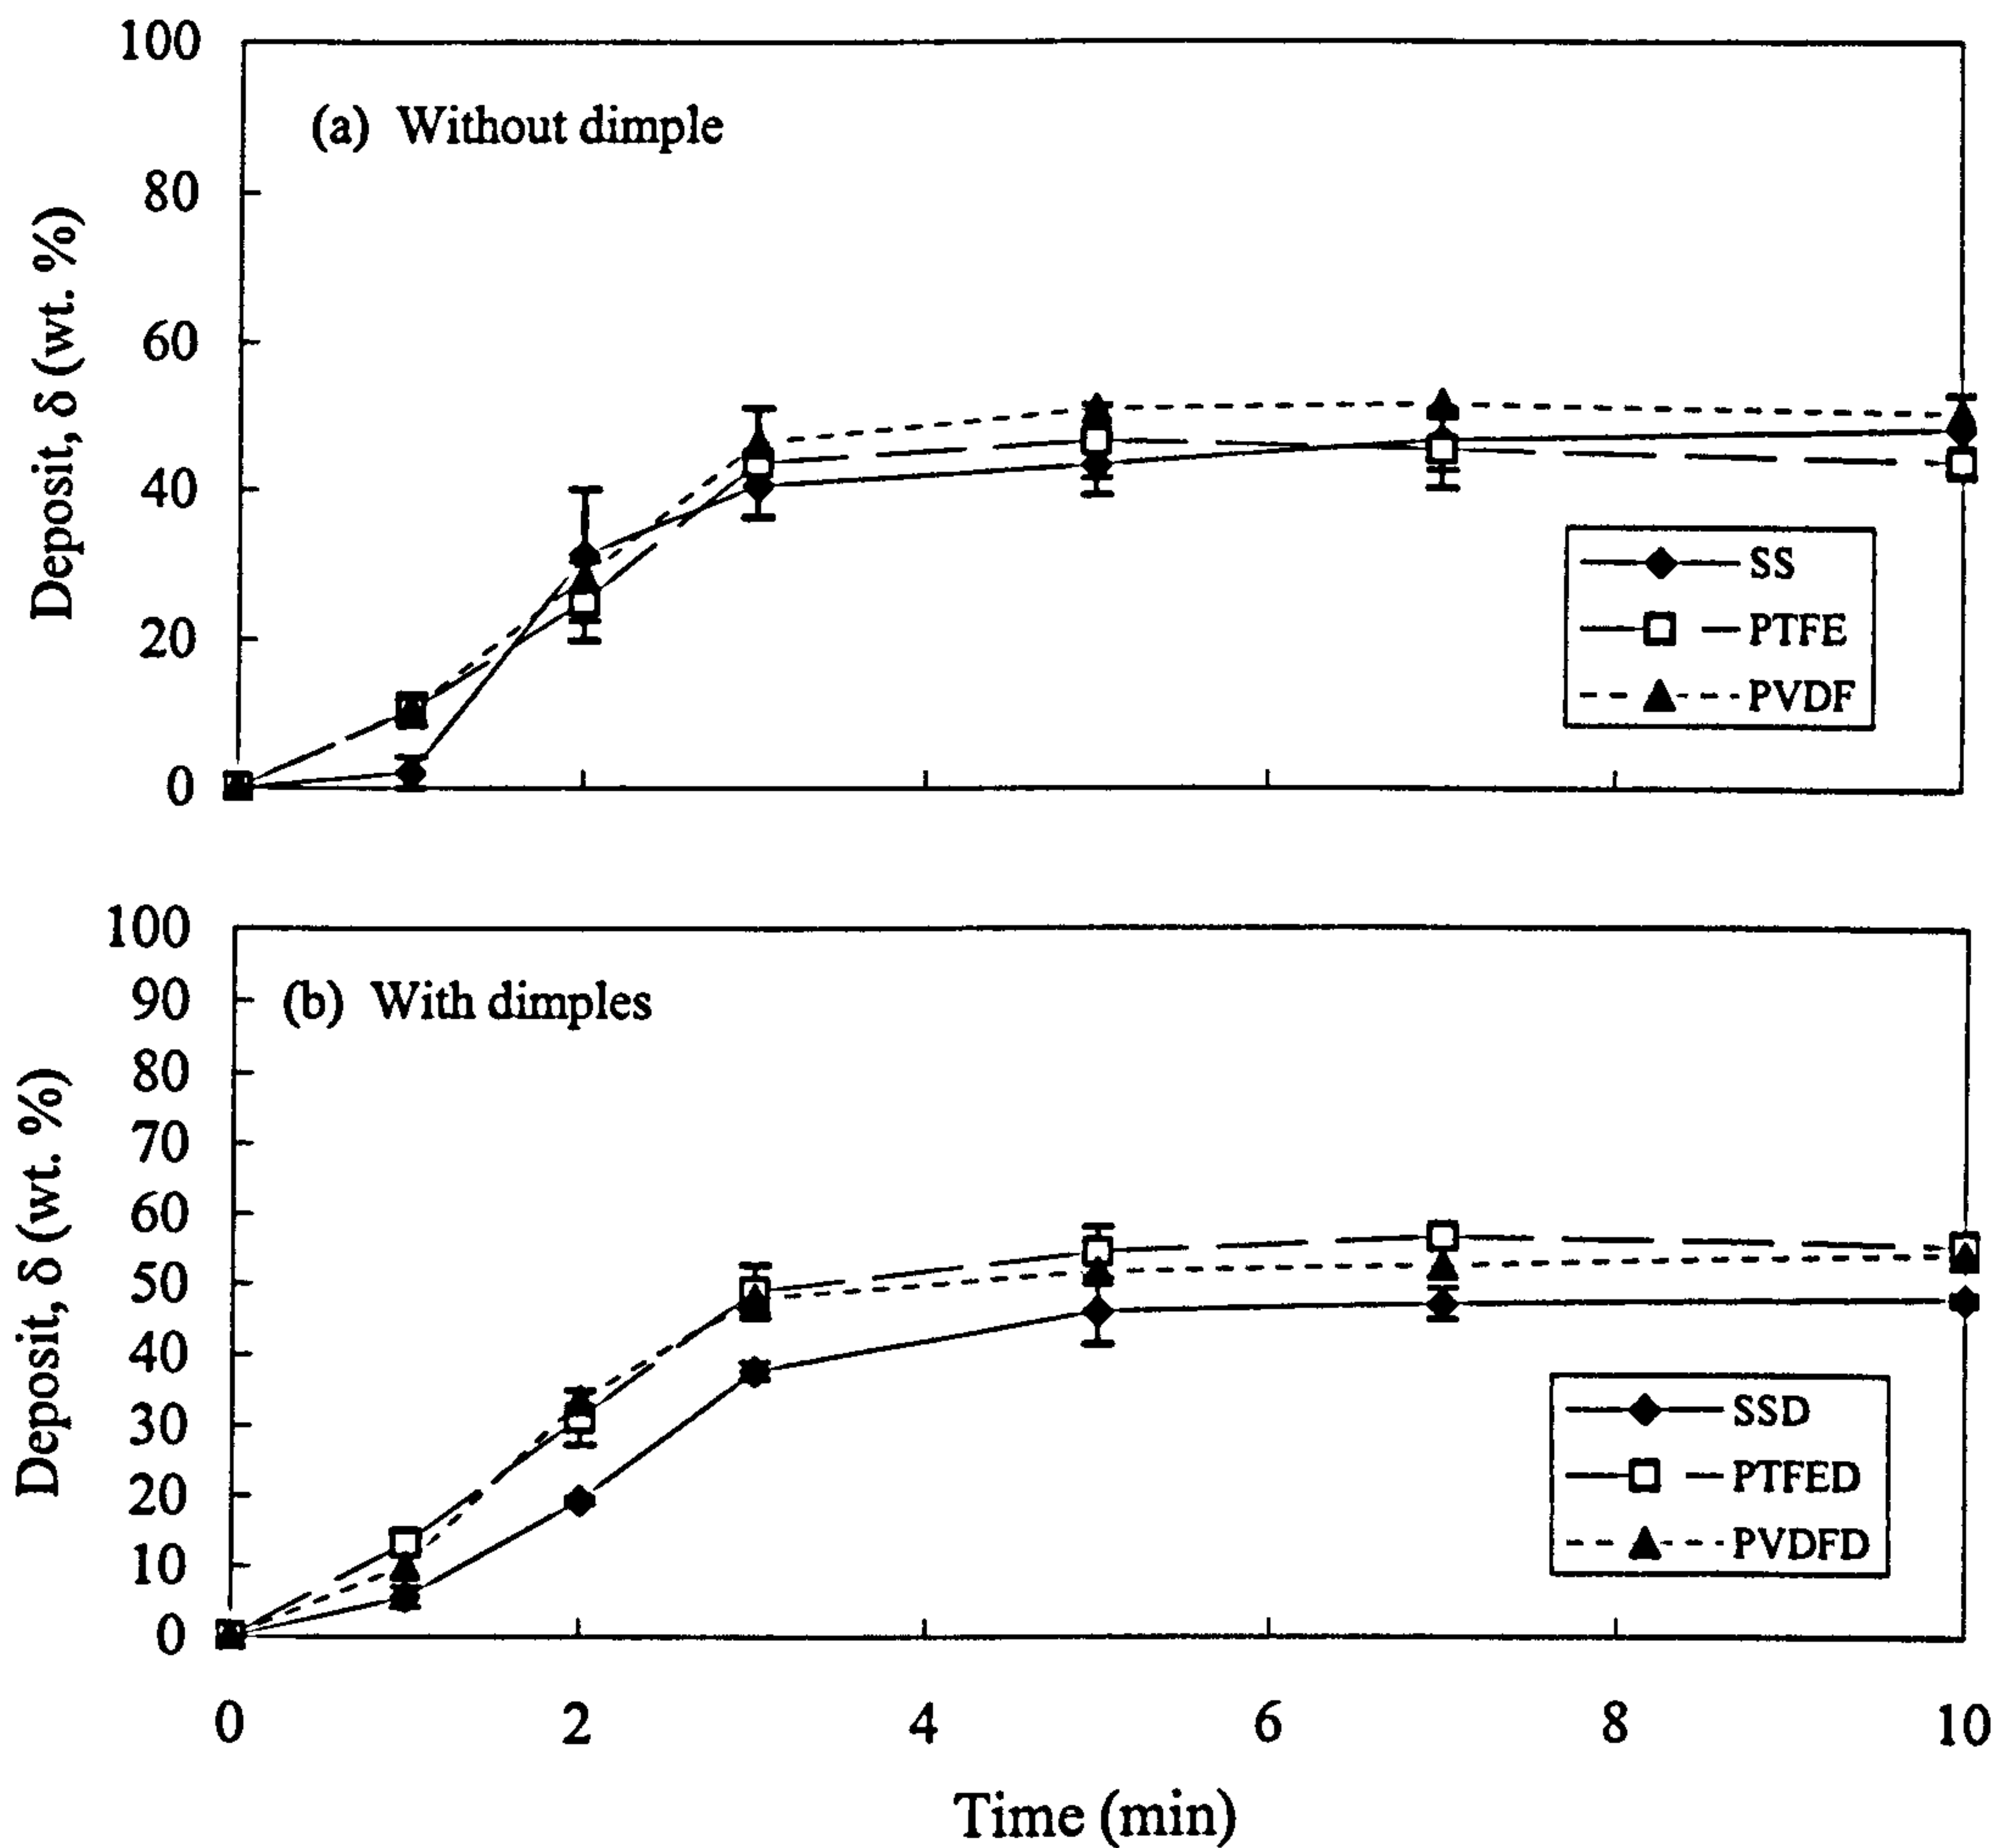 100
(a) Without dimple
80
60
40
20
0
Deposit, δ (wt. %)
SS
PTFE
PVDF
100
90
(b) With dimples
80
70
60
50
40
30
20
10
0
Deposit, δ (wt. %)
SSD
PTFED
PVDFD
0 2 4 6 8 10
Time (min)